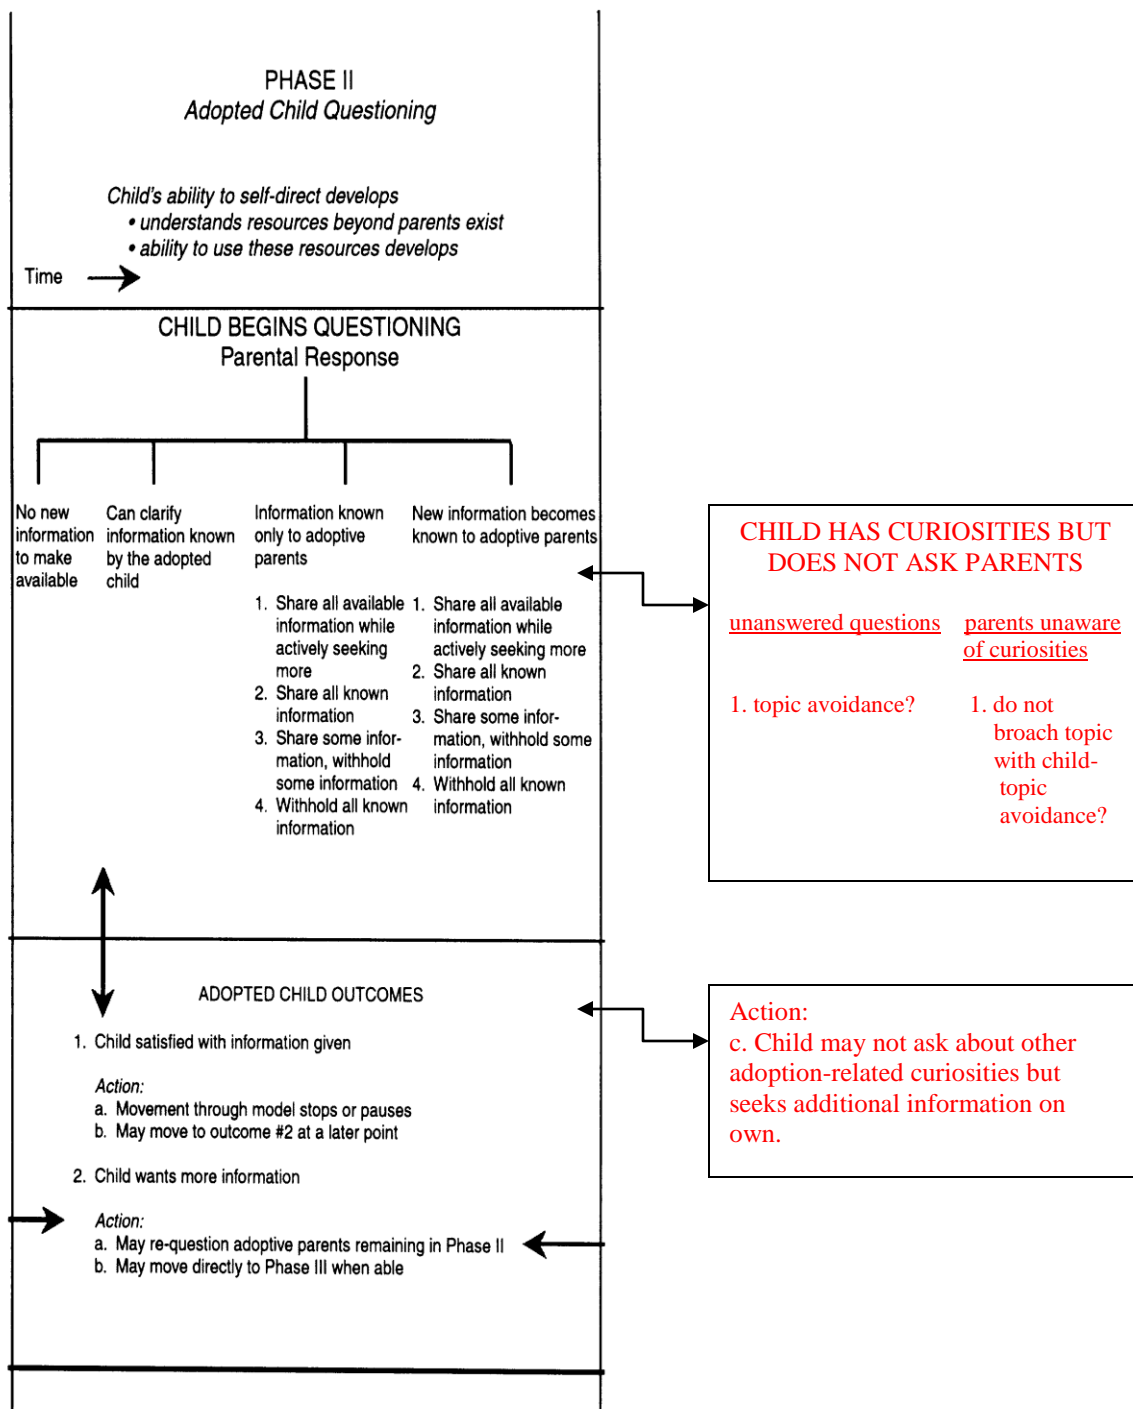 PHASE II
Adopted Child Questioning
Child's ability to self-direct develops
• understands resources beyond parents exist
• ability to use these resources develops
Time
CHILD BEGINS QUESTIONING
Parental Response
No new
information
to make
available
Can clarify
information known
by the adopted
child
Information known
only to adoptive
parents
1. Share all available
information while
actively seeking
more
2. Share all known
information
3. Share some infor-
mation, withhold
some information
4. Withhold all known
information
New information becomes
known to adoptive parents
1. Share all available
information while
actively seeking more
2. Share all known
information
3. Share some infor-
mation, withhold some
information
4. Withhold all known
information
CHILD HAS CURIOSITIES BUT
DOES NOT ASK PARENTS
unanswered questions
1. topic avoidance?
parents unaware
of curiosities
1. do not
broach topic
with child-
topic
avoidance?
ADOPTED CHILD OUTCOMES
1. Child satisfied with information given
Action:
a. Movement through model stops or pauses
b. May move to outcome #2 at a later point
2. Child wants more information
Action:
a. May re-question adoptive parents remaining in Phase II
b. May move directly to Phase III when able
Action:
c. Child may not ask about other
adoption-related curiosities but
seeks additional information on
own.